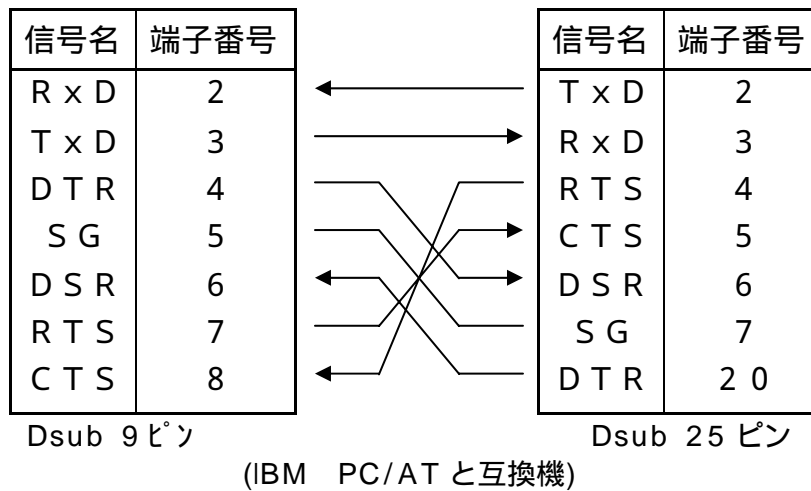 信号名 端子番号 信号名 端子番号
RxD 2 TxD 2
TxD 3 RxD 3
DTR 4 RTS 4
SG 5 CTS 5
DSR 6 DSR 6
RTS 7 SG 7
CTS 8 DTR 20
Dsub 9ピン Dsub 25 ピン
(IBM PC/AT と互換機)